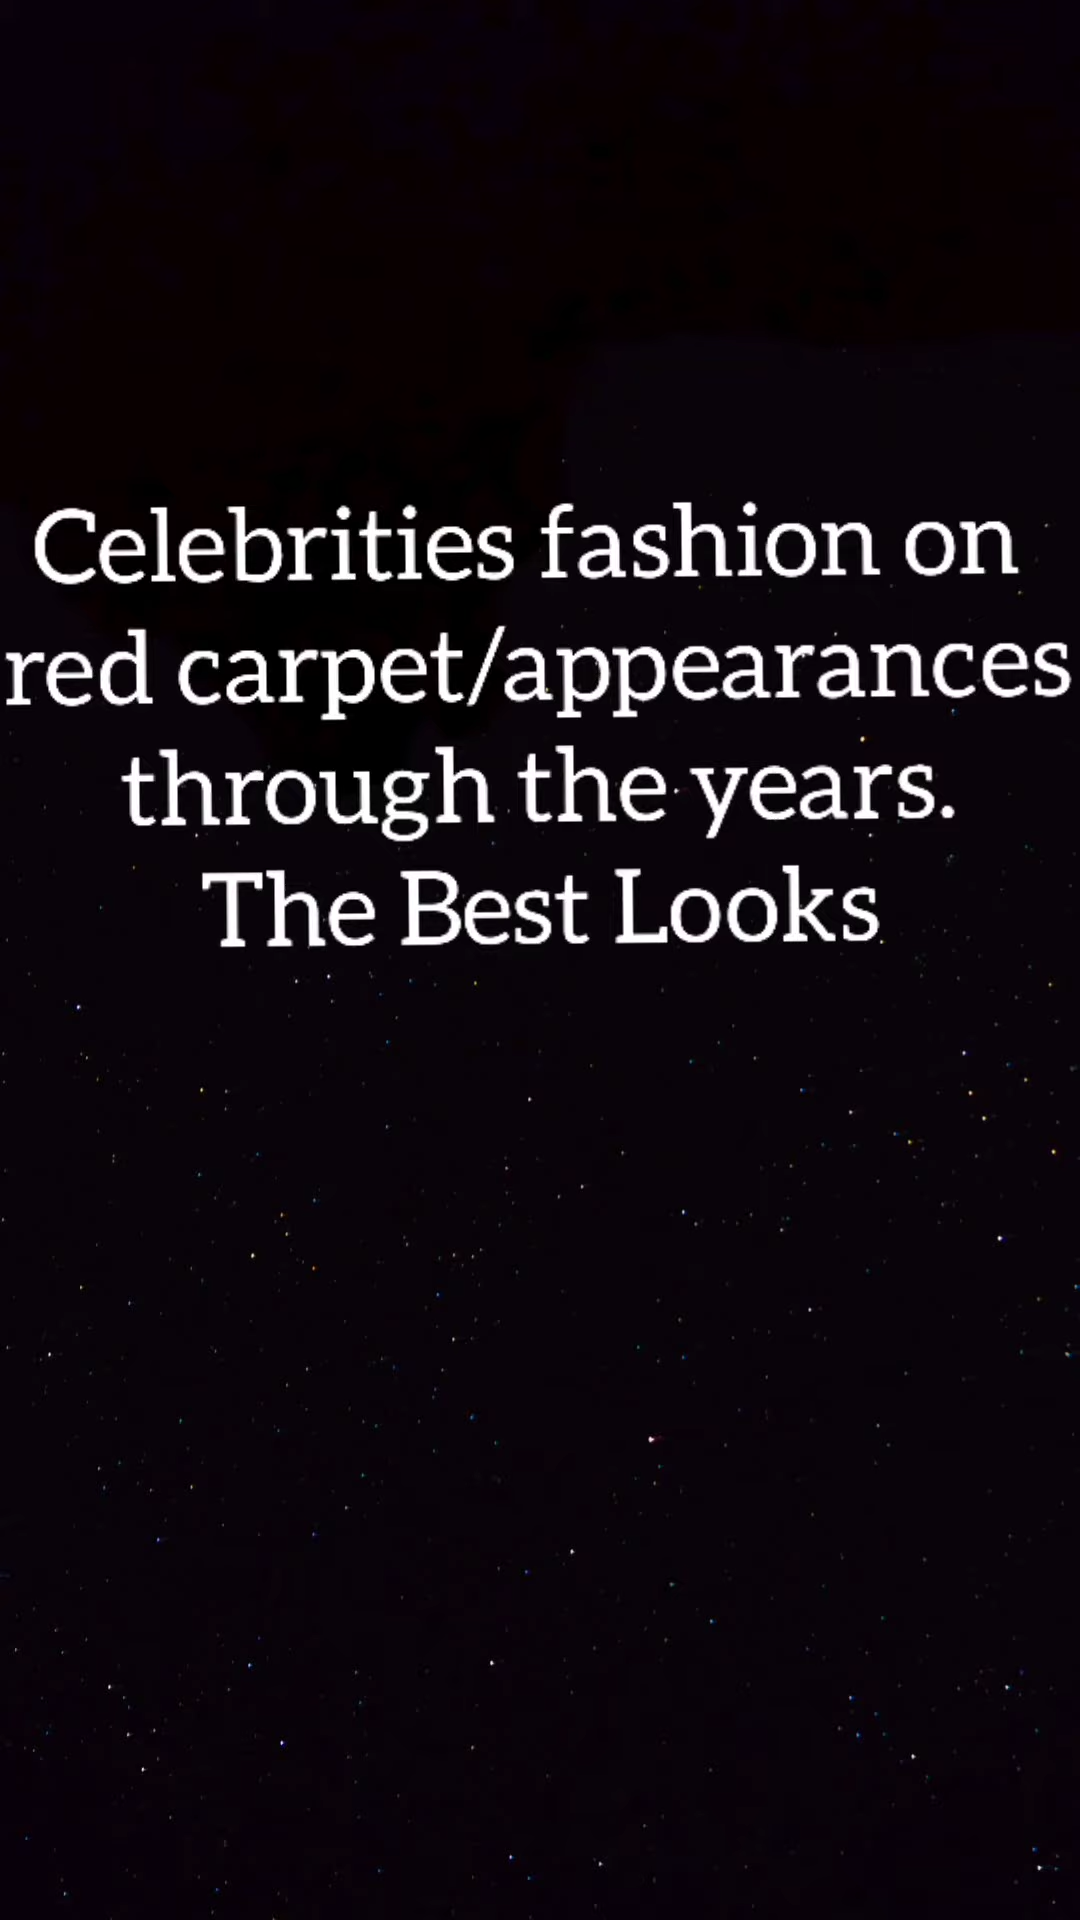 Celebrities fashion on
red carpet/appearances
through the years.
The Best Looks